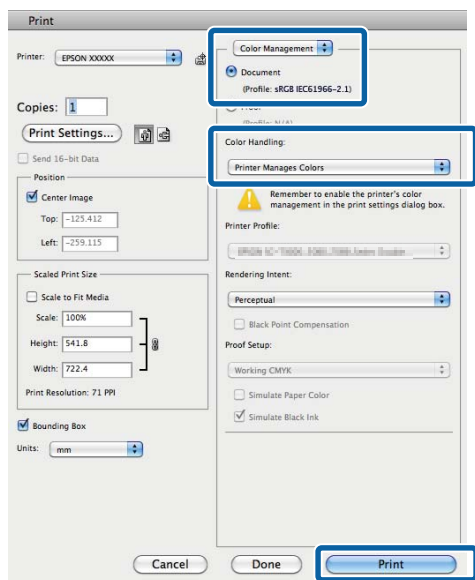 Print
Printer: EPSON XXXXX
Copies: 1
Print Settings...
Send 16-bit Data
Position
Center Image
Top: -125.412
Left: -259.115
Scaled Print Size
Scale to Fit Media
Scale: 100%
Height: 541.8
Width: 722.4
Print Resolution: 71 PPI
Bounding Box
Units: mm
Color Management
Document
(Profile: sRGB IEC61966-2.1)
Color Handling:
Printer Manages Colors
Remember to enable the printer's color
management in the print settings dialog box.
Printer Profile:
Rendering Intent:
Perceptual
Black Point Compensation
Proof Setup:
Working CMYK
Simulate Paper Color
Simulate Black Ink
Cancel
Done
Print